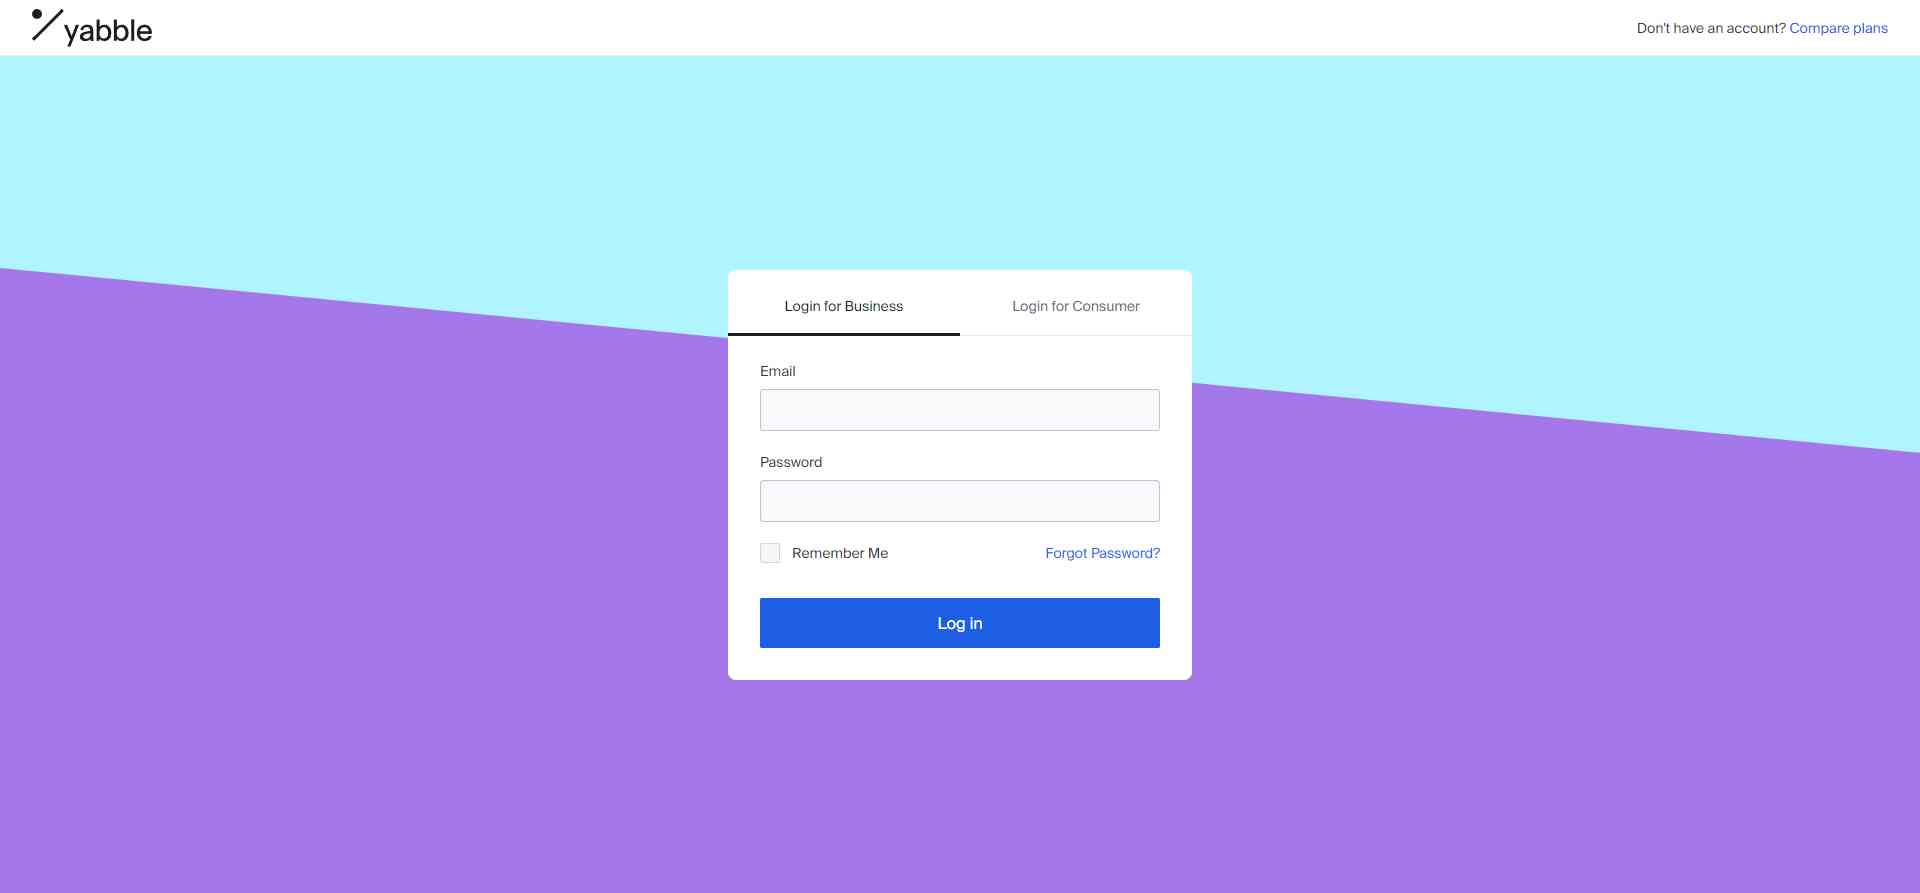 yabble
Don't have an account? Compare plans
Login for Business
Login for Consumer
Email
Password
Remember Me
Forgot Password?
Log in